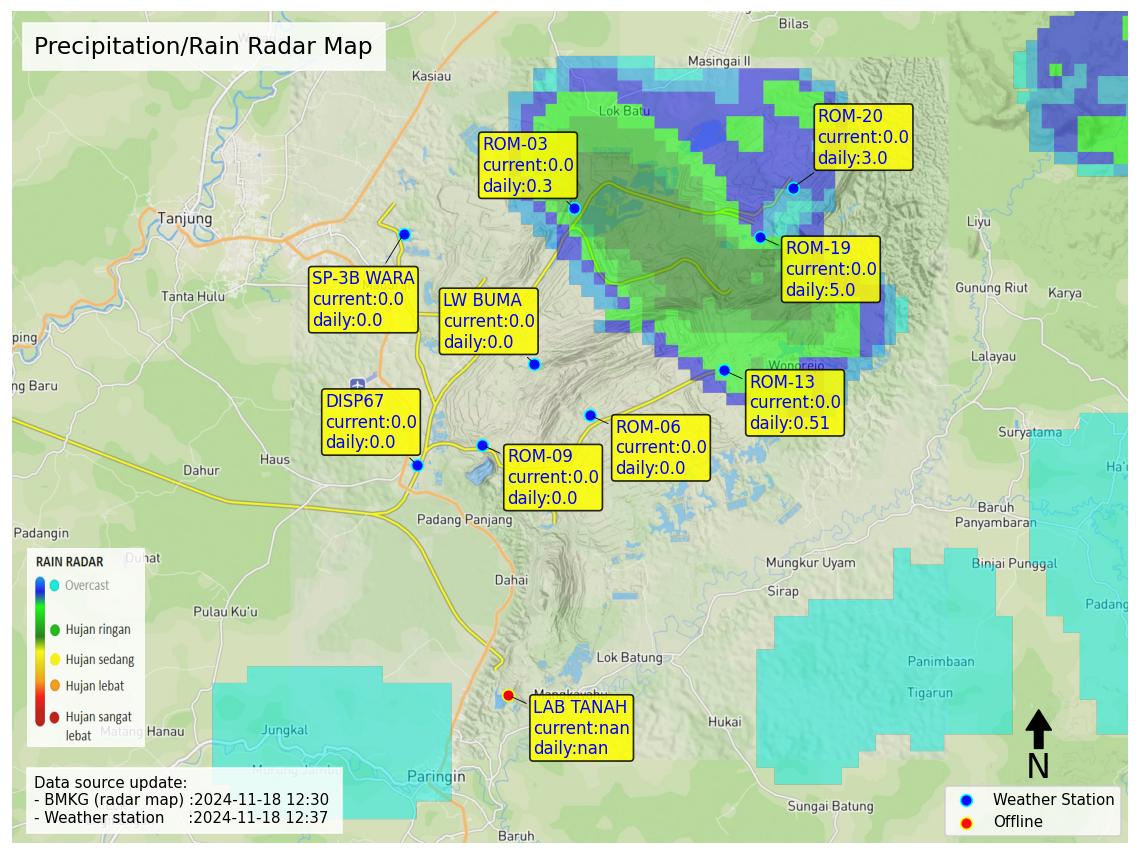 Precipitation/Rain Radar Map
Bilas
Masingai II
Kasiau
Lok Batu
ROM-20
current:0.0
daily:3.0
ROM-03
current:0.0
daily:0.3
Tanjung
Liyu
ROM-19
current:0.0
daily:5.0
SP-3B WARA
current:0.0
daily:0.0
Tanta Hulu
LW BUMA
current:0.0
daily:0.0
Gunung Riut
Karya
ping
Lalayau
Wonorejo
ng Baru
ROM-13
current:0.0
daily:0.51
DISP67
current:0.0
daily:0.0
ROM-06
current:0.0
daily:0.0
Suryatama
ROM-09
current:0.0
daily:0.0
Haus
Dahur
Ha'u
Baruh
Panyambaran
Padang Panjang
Padangin
Duhat
Mungkur Uyam
Binjai Punggal
RAIN RADAR
Overcast
Hujan ringan
Hujan sedang
Hujan lebat
Hujan sangat
lebat
Dahai
Sirap
Padang
Pulau Ku'u
Lok Batung
Panimbaan
Tigarun
Mangkayahu
LAB TANAH
current:nan
daily:nan
Hukai
Matang Hanau
Jungkal
Murung Jambu
Paringin
N
Data source update:
- BMKG (radar map) :2024-11-18 12:30
- Weather station :2024-11-18 12:37
Sungai Batung
Baruh
Weather Station
Offline